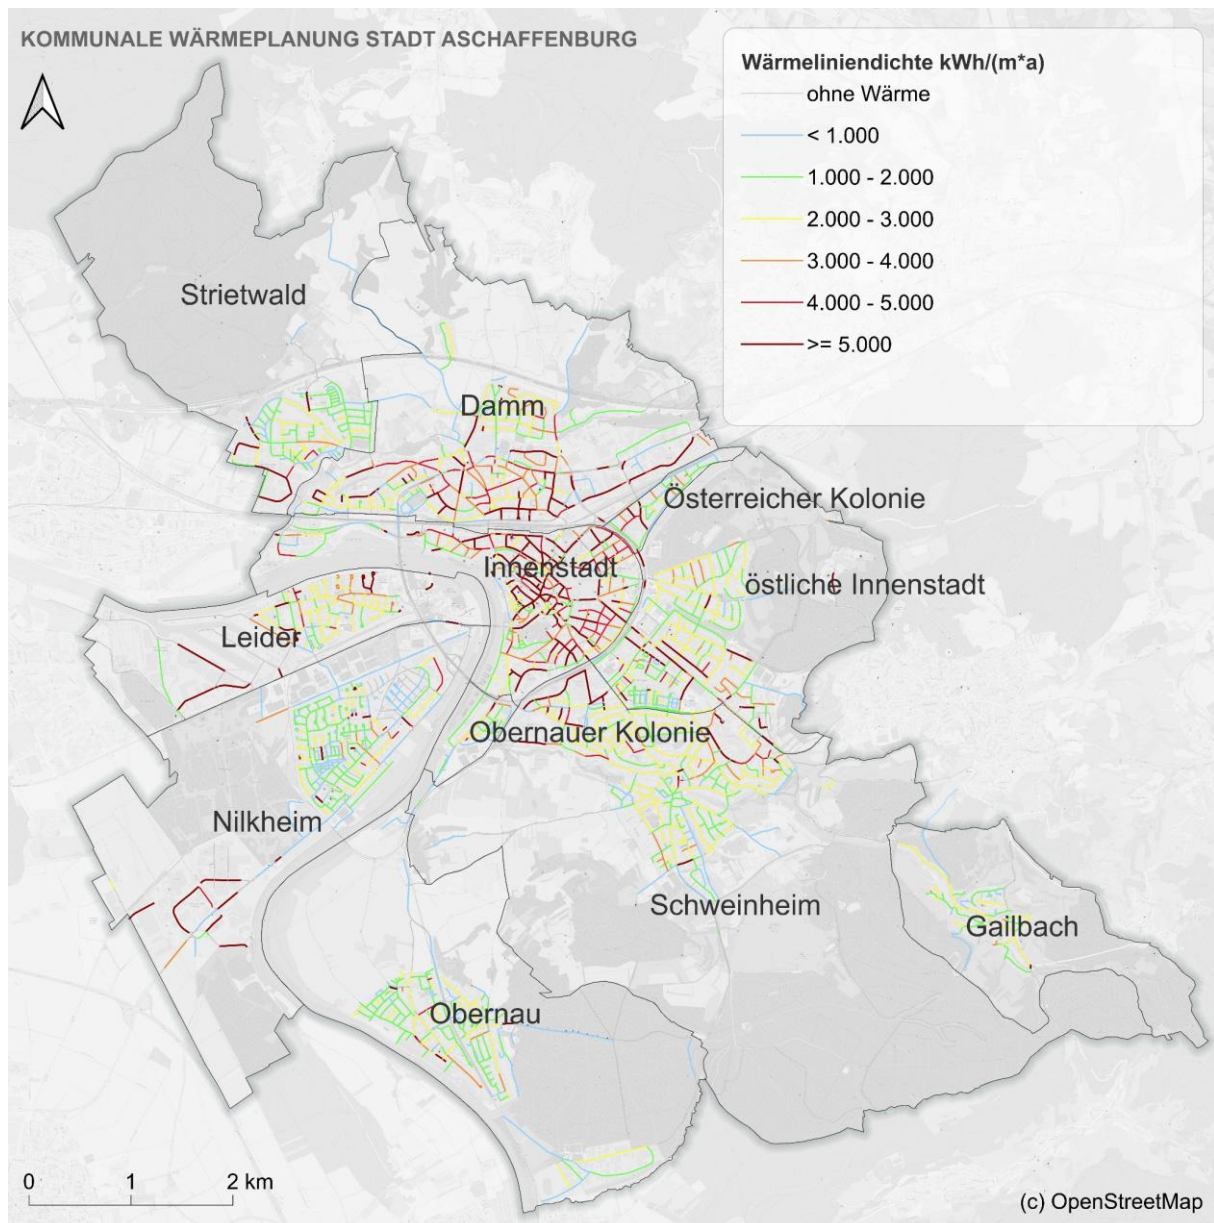 KOMMUNALE WÄRMEPLANUNG STADT ASCHAFFENBURG
Wärmeliniendichte kWh/(m*a)
ohne Wärme
< 1.000
1.000 - 2.000
2.000 - 3.000
3.000 - 4.000
4.000 - 5.000
>= 5.000
Strietwald
Damm
Österreicher Kolonie
Innenstadt
östliche Innenstadt
Leider
Obernauer Kolonie
Nilkheim
Schweinheim
Gailbach
Obernau
0 1 2 km
(c) OpenStreetMap